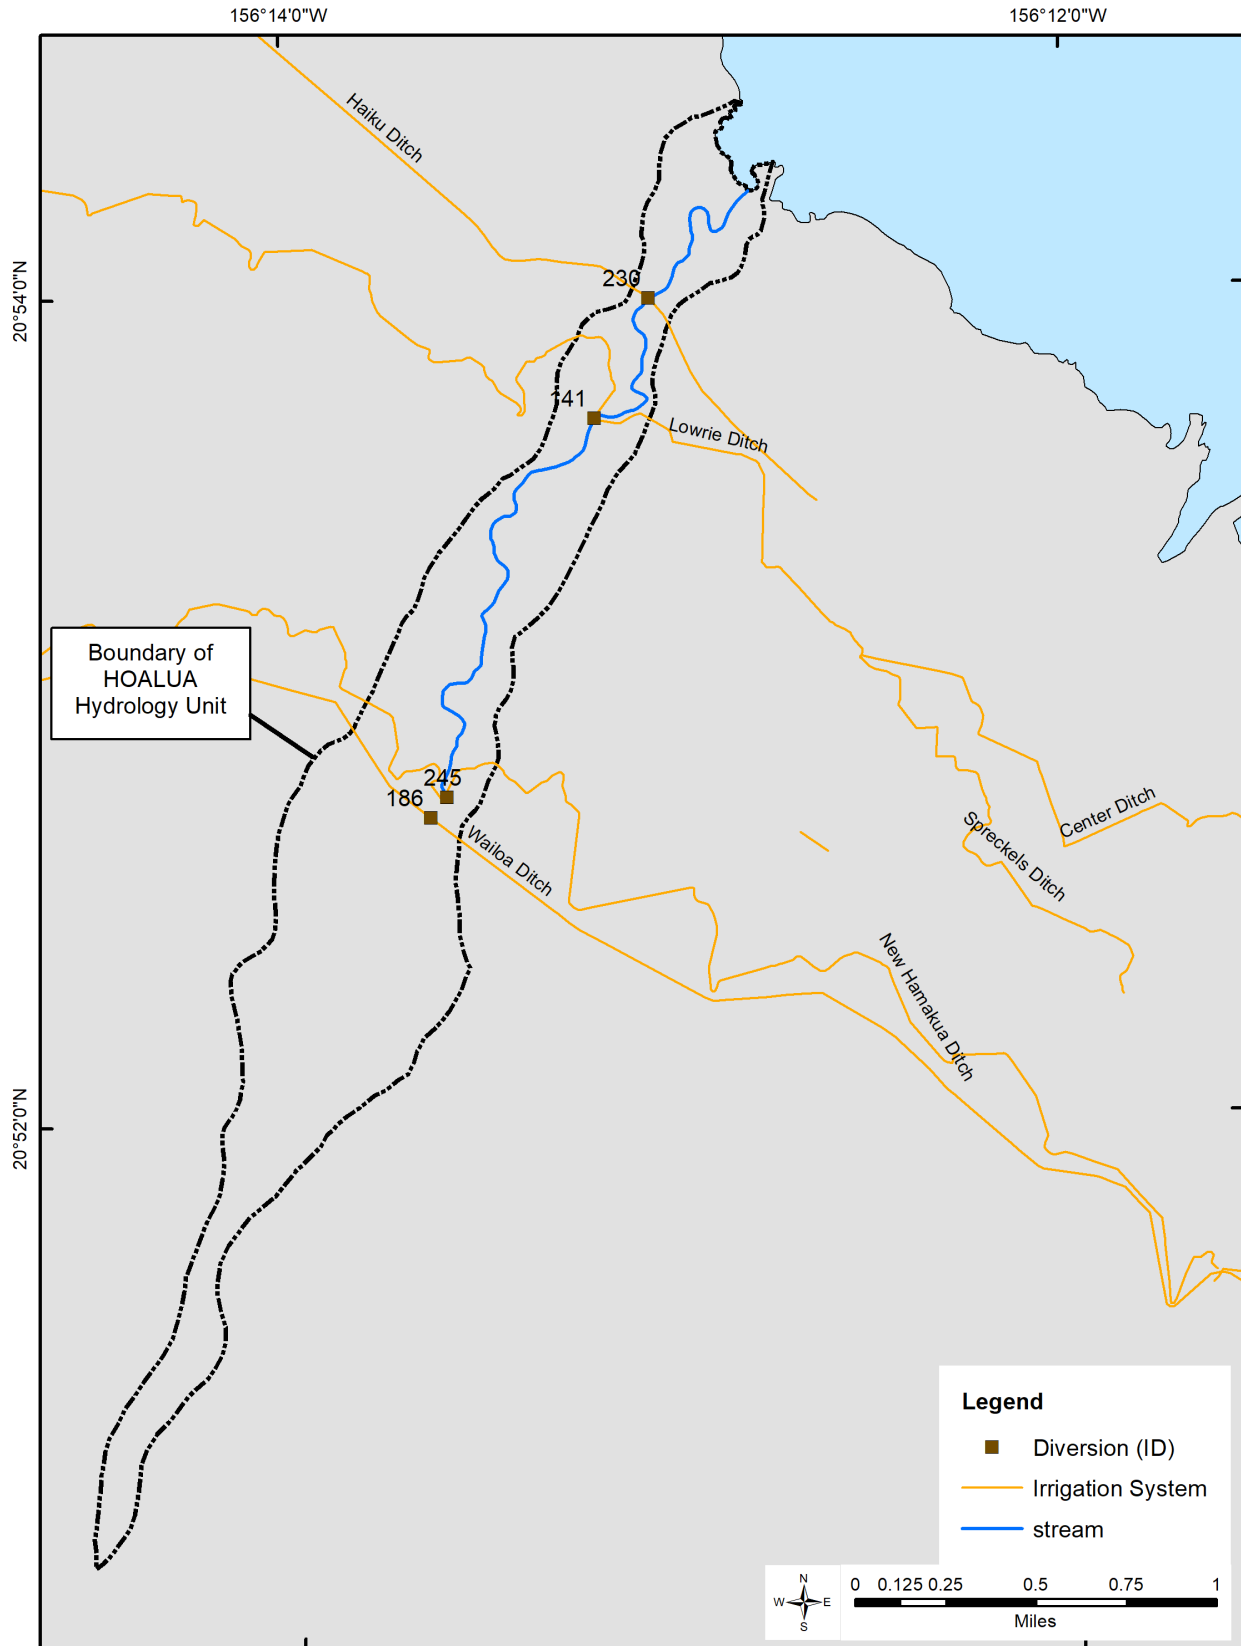 156°14'0"W
156°12'0"W
Haiku Ditch
20°54'0"N
230
141
Lowrie Ditch
Boundary of
HOALUA
Hydrology Unit
245
186
Wailoa Ditch
Center Ditch
Spreckels Ditch
New Hamakua Ditch
20°52'0"N
Legend
Diversion (ID)
Irrigation System
stream
N
W E
S
0 0.125 0.25 0.5 0.75 1
Miles